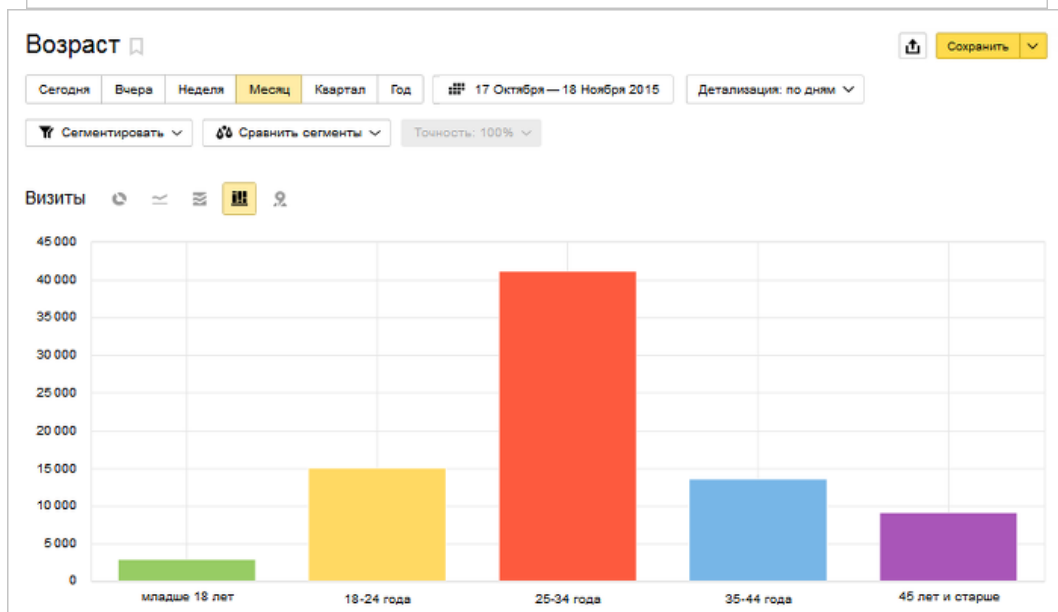 Возраст
Сохранить
Сегодня Вчера Неделя Месяц Квартал Год 17 Октября — 18 Ноября 2015 Детализация: по дням
Сегментировать Сравнить сегменты Точность: 100%
Визиты
45 000
40 000
35 000
30 000
25 000
20 000
15 000
10 000
5 000
0
младше 18 лет 18-24 года 25-34 года 35-44 года 45 лет и старше